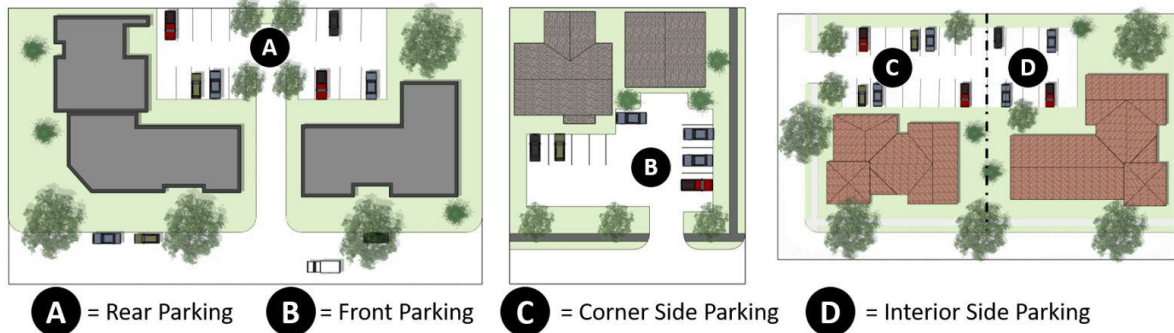 A
B
C
D
A = Rear Parking B = Front Parking C = Corner Side Parking D = Interior Side Parking